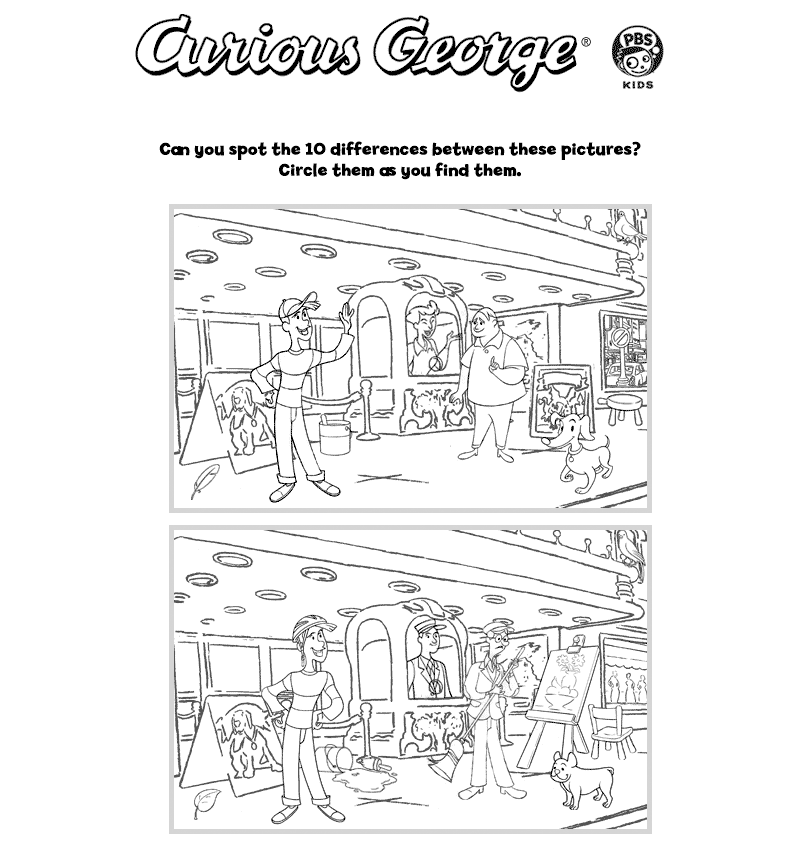 Curious George®
PBS
KIDS
Can you spot the 10 differences between these pictures?
Circle them as you find them.